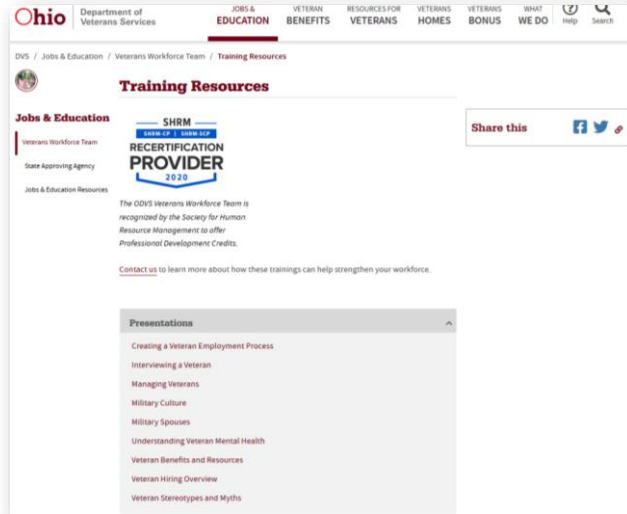 Ohio
Department of
Veterans Services
JOBS &
EDUCATION
VETERAN
BENEFITS
RESOURCES FOR
VETERANS
VETERANS
HOMES
VETERANS
BONUS
WHAT
WE DO
Help
Search
DVS / Jobs & Education / Veterans Workforce Team / Training Resources
Training Resources
Jobs & Education
Veterans Workforce Team
State Approving Agency
Jobs & Education Resources
SHRM
SHRM-CP | SHRM-SCP
RECERTIFICATION
PROVIDER
2020
The ODVS Veterans Workforce Team is
recognized by the Society for Human
Resource Management to offer
Professional Development Credits.
Contact us to learn more about how these trainings can help strengthen your workforce.
Share this
Presentations
Creating a Veteran Employment Process
Interviewing a Veteran
Managing Veterans
Military Culture
Military Spouses
Understanding Veteran Mental Health
Veteran Benefits and Resources
Veteran Hiring Overview
Veteran Stereotypes and Myths